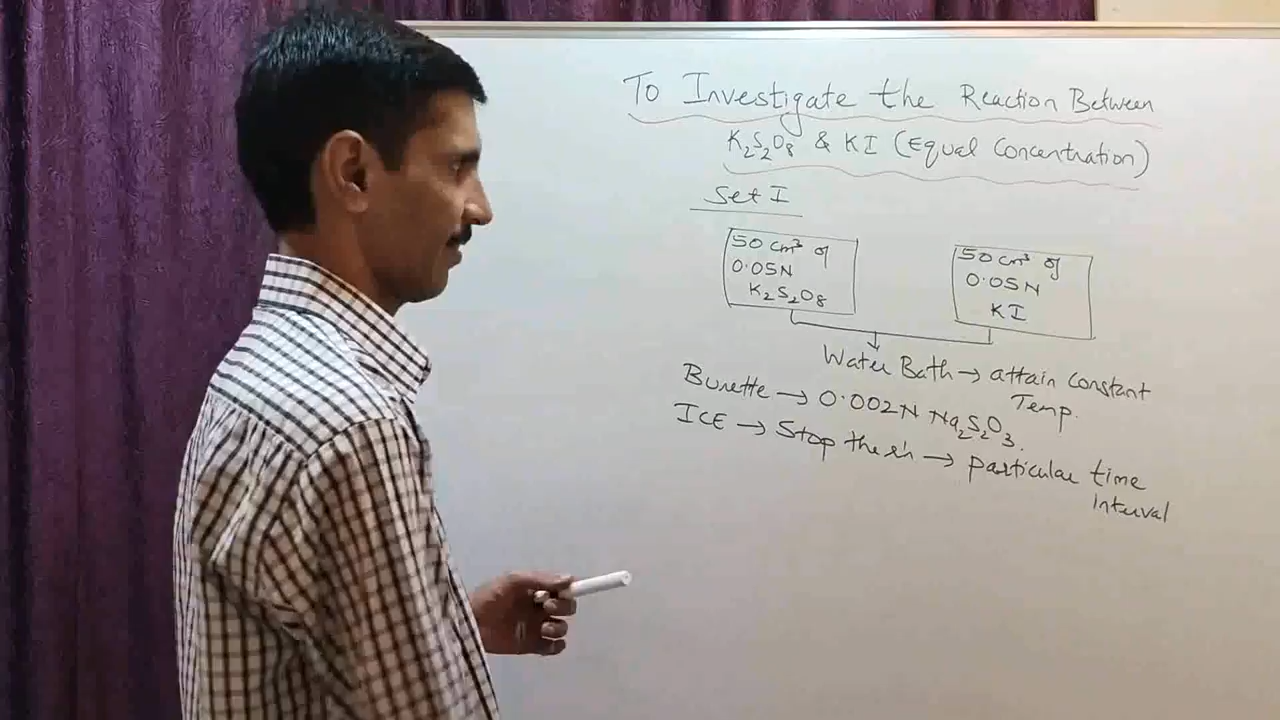 To Investigate the Reaction Between
K₂S₂O₈ & KI (Equal Concentration)
Set I
50 cm³ of
0.05N
K₂S₂O₈
50 cm³ of
0.05N
KI
Water Bath → attain constant
Temp.
Burette → 0.002N Na₂S₂O₃.
ICE → Stop the rxn → particular time
Interval